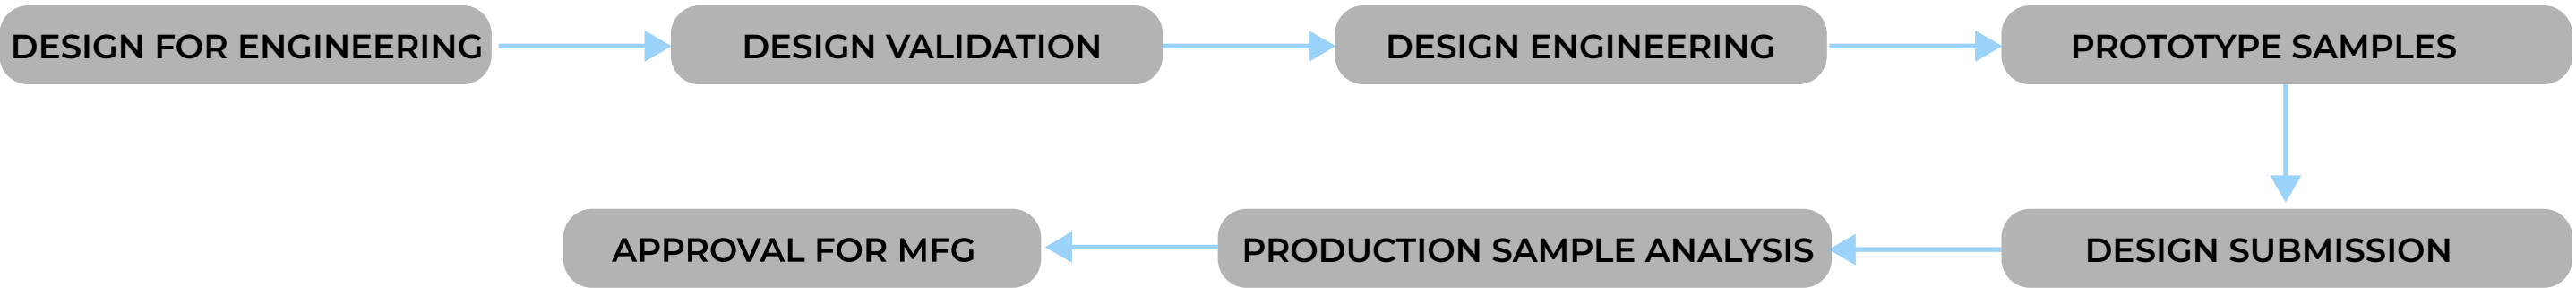 DESIGN FOR ENGINEERING
DESIGN VALIDATION
DESIGN ENGINEERING
PROTOTYPE SAMPLES
DESIGN SUBMISSION
PRODUCTION SAMPLE ANALYSIS
APPROVAL FOR MFG